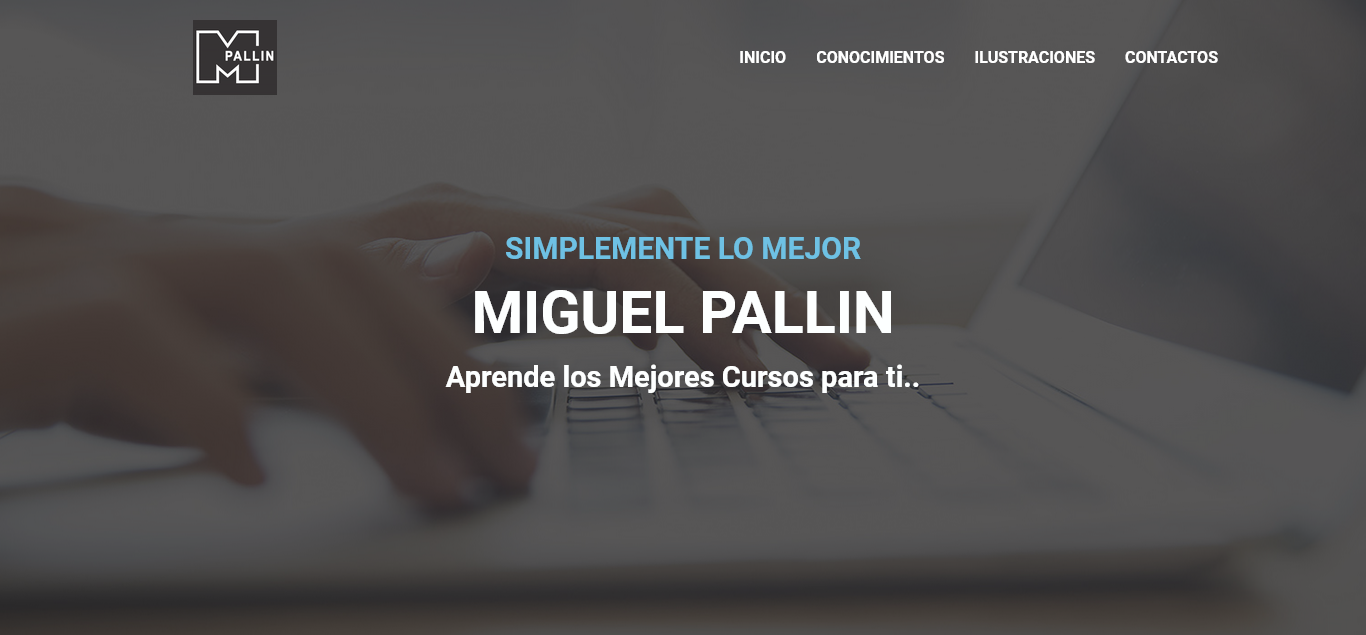 PALLIN
INICIO CONOCIMIENTOS ILUSTRACIONES CONTACTOS
SIMPLEMENTE LO MEJOR
MIGUEL PALLIN
Aprende los Mejores Cursos para ti..